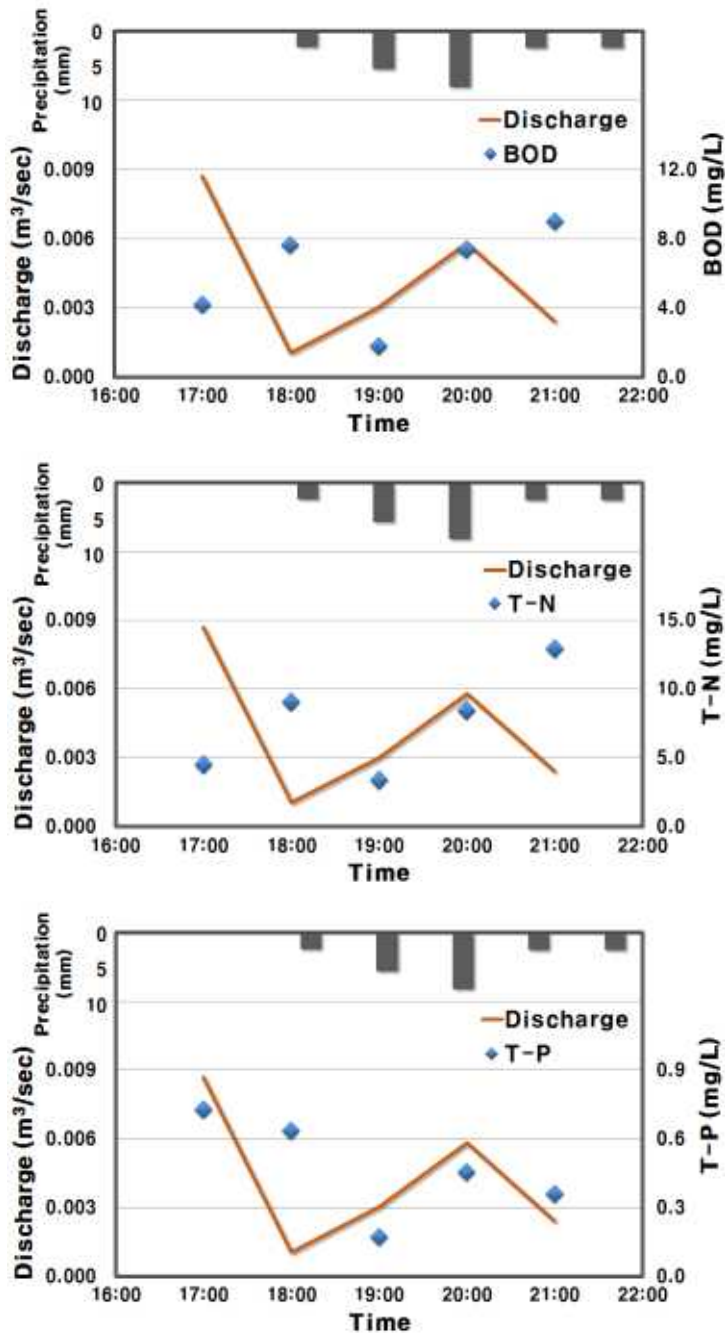 Precipitation
(mm)
0
5
10
Discharge
BOD
Discharge (m³/sec)
0.009
0.006
0.003
0.000
12.0
8.0
4.0
0.0
BOD (mg/L)
16:00 17:00 18:00 19:00 20:00 21:00 22:00
Time
Precipitation
(mm)
0
5
10
Discharge
T-N
Discharge (m³/sec)
0.009
0.006
0.003
0.000
15.0
10.0
5.0
0.0
T-N (mg/L)
16:00 17:00 18:00 19:00 20:00 21:00 22:00
Time
Precipitation
(mm)
0
5
10
Discharge
T-P
Discharge (m³/sec)
0.009
0.006
0.003
0.000
0.9
0.6
0.3
0.0
T-P (mg/L)
16:00 17:00 18:00 19:00 20:00 21:00 22:00
Time